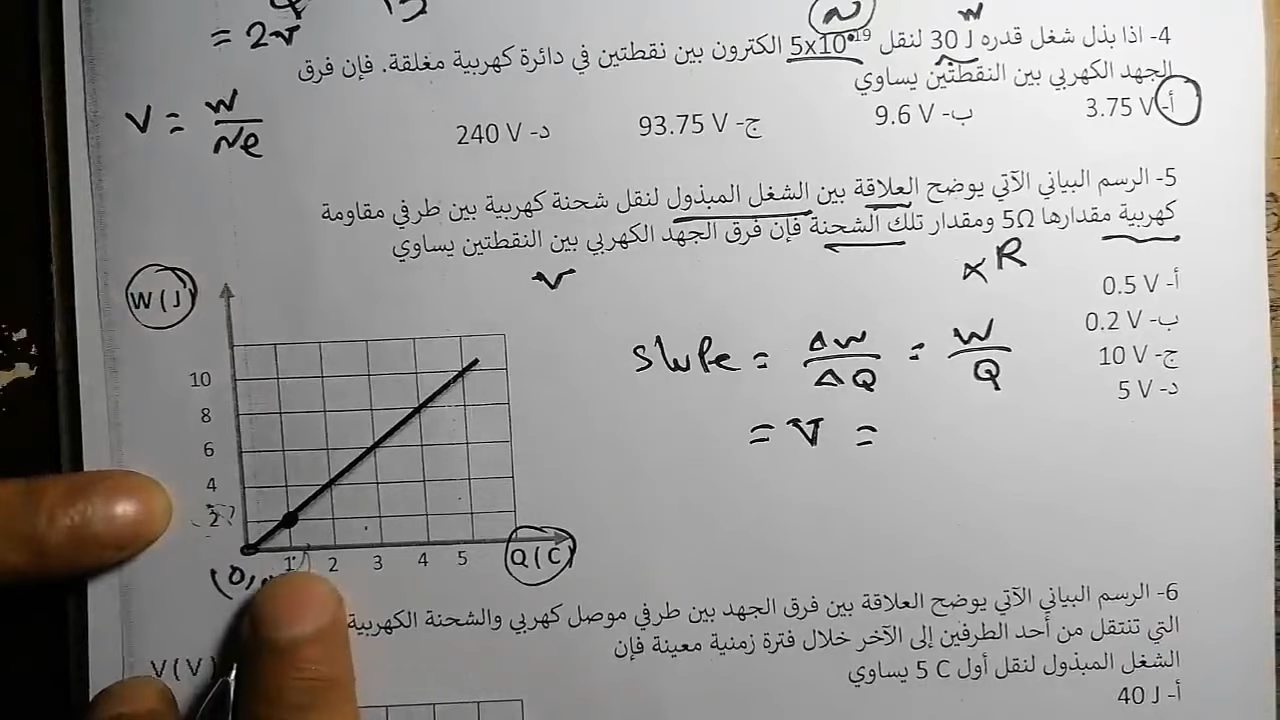 = 2V
N
W
4- اذا بذل شغل قدره 30 J لنقل 5x10¹⁹ الكترون بين نقطتين في دائرة كهربية مغلقة. فإن فرق
الجهد الكهربي بين النقطتين يساوي
أ- 3.75 V ب- 9.6 V ج- 93.75 V د- 240 V
V = W / Ne
5- الرسم البياني الآتي يوضح العلاقة بين الشغل المبذول لنقل شحنة كهربية بين طرفي مقاومة
كهربية مقدارها 5Ω ومقدار تلك الشحنة فإن فرق الجهد الكهربي بين النقطتين يساوي
V
x R
أ- 0.5 V
ب- 0.2 V
ج- 10 V
د- 5 V
Slope = ΔW / ΔQ = W / Q
= V =
W (J)
10
8
6
4
2
1 2 3 4 5 Q (C)
(0,
6- الرسم البياني الآتي يوضح العلاقة بين فرق الجهد بين طرفي موصل كهربي والشحنة الكهربية
التي تنتقل من أحد الطرفين إلى الآخر خلال فترة زمنية معينة فإن
الشغل المبذول لنقل أول 5 C يساوي
أ- 40 J
V (V)